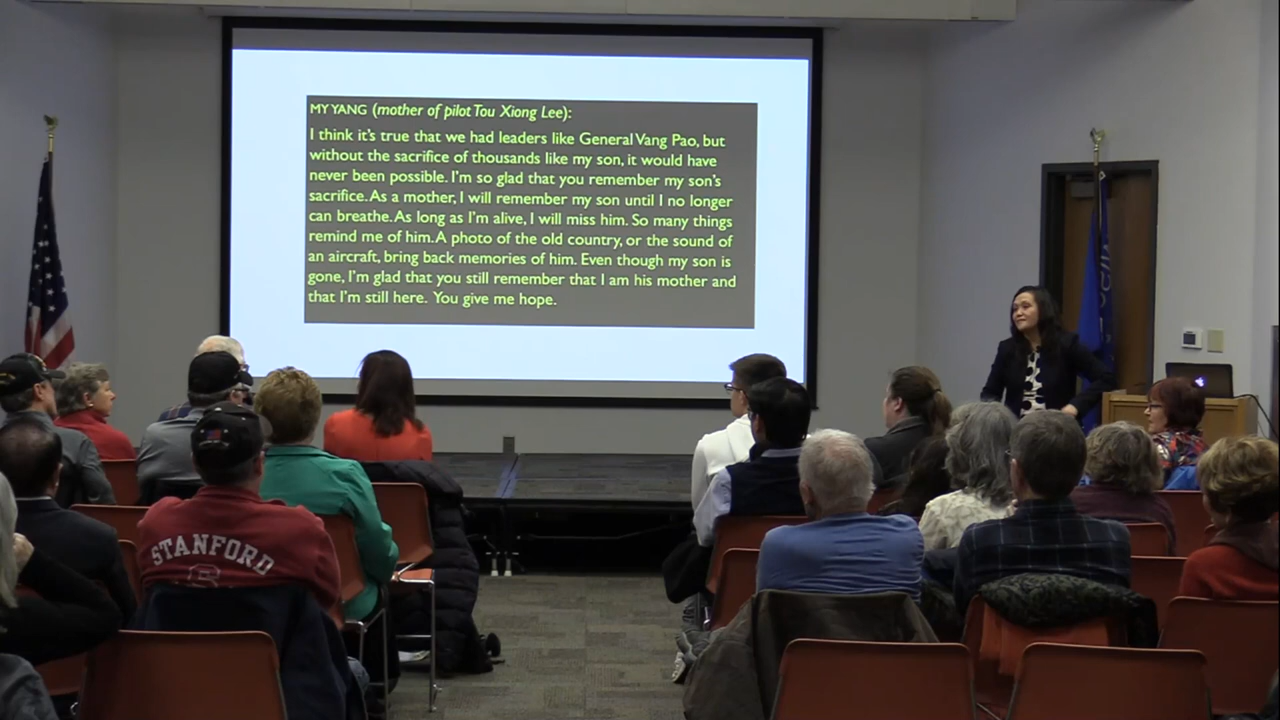 MY YANG (mother of pilot Tou Xiong Lee):
I think it's true that we had leaders like General Vang Pao, but
without the sacrifice of thousands like my son, it would have
never been possible. I'm so glad that you remember my son's
sacrifice. As a mother, I will remember my son until I no longer
can breathe. As long as I'm alive, I will miss him. So many things
remind me of him. A photo of the old country, or the sound of
an aircraft, bring back memories of him. Even though my son is
gone, I'm glad that you still remember that I am his mother and
that I'm still here. You give me hope.
STANFORD